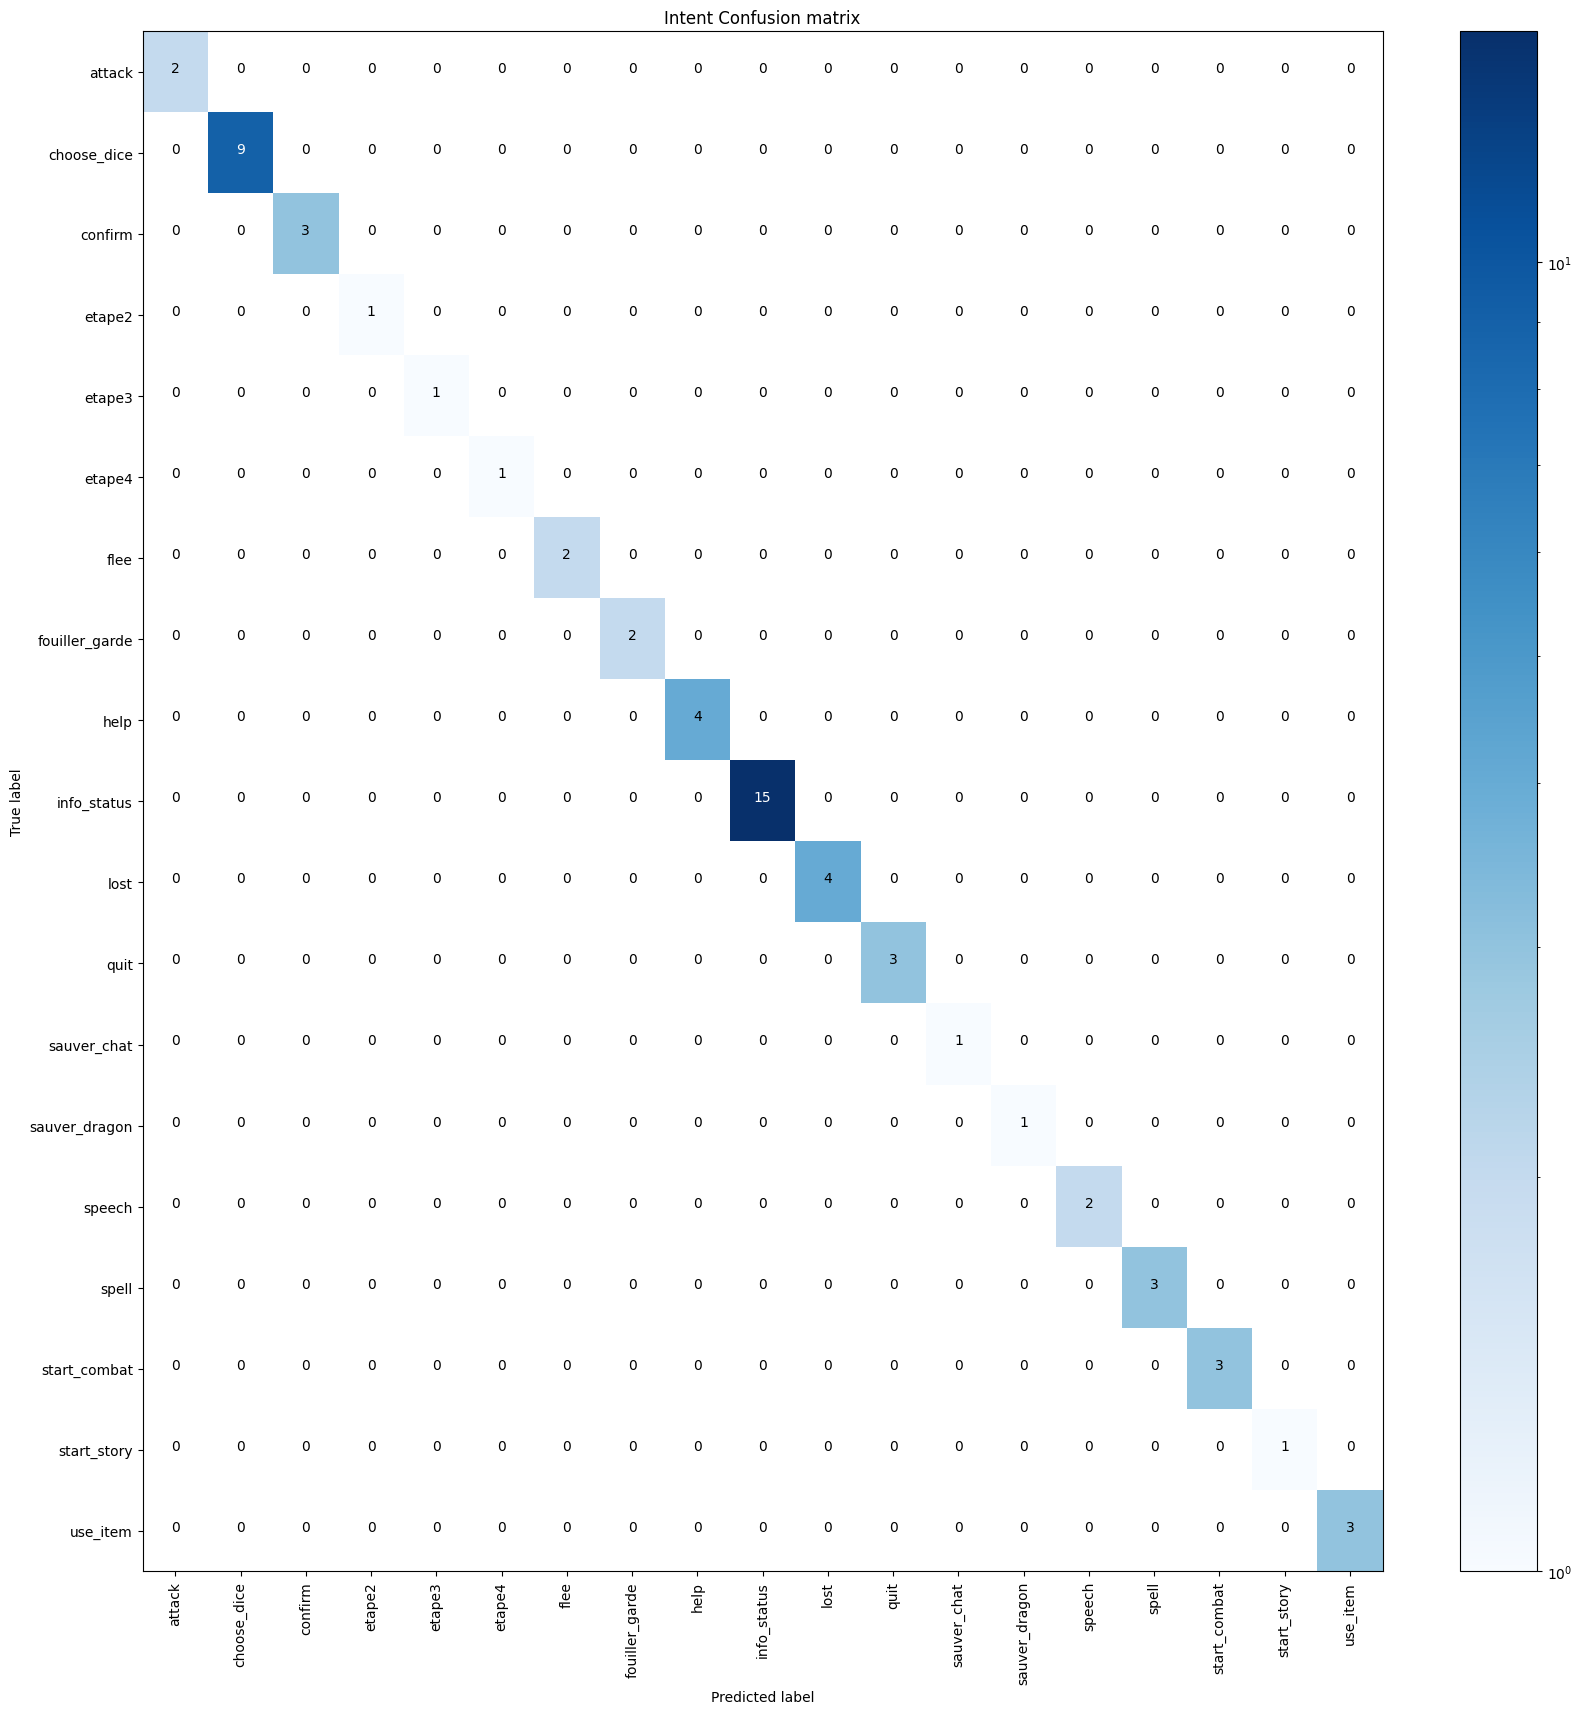 Intent Confusion matrix
attack 2 0 0 0 0 0 0 0 0 0 0 0 0 0 0 0 0 0 0
choose_dice 0 9 0 0 0 0 0 0 0 0 0 0 0 0 0 0 0 0 0
confirm 0 0 3 0 0 0 0 0 0 0 0 0 0 0 0 0 0 0 0
10¹
etape2 0 0 0 1 0 0 0 0 0 0 0 0 0 0 0 0 0 0 0
etape3 0 0 0 0 1 0 0 0 0 0 0 0 0 0 0 0 0 0 0
etape4 0 0 0 0 0 1 0 0 0 0 0 0 0 0 0 0 0 0 0
flee 0 0 0 0 0 0 2 0 0 0 0 0 0 0 0 0 0 0 0
fouiller_garde 0 0 0 0 0 0 0 2 0 0 0 0 0 0 0 0 0 0 0
help 0 0 0 0 0 0 0 0 4 0 0 0 0 0 0 0 0 0 0
True label
info_status 0 0 0 0 0 0 0 0 0 15 0 0 0 0 0 0 0 0 0
lost 0 0 0 0 0 0 0 0 0 0 4 0 0 0 0 0 0 0 0
quit 0 0 0 0 0 0 0 0 0 0 0 3 0 0 0 0 0 0 0
sauver_chat 0 0 0 0 0 0 0 0 0 0 0 0 1 0 0 0 0 0 0
sauver_dragon 0 0 0 0 0 0 0 0 0 0 0 0 0 1 0 0 0 0 0
speech 0 0 0 0 0 0 0 0 0 0 0 0 0 0 2 0 0 0 0
spell 0 0 0 0 0 0 0 0 0 0 0 0 0 0 0 3 0 0 0
start_combat 0 0 0 0 0 0 0 0 0 0 0 0 0 0 0 0 3 0 0
start_story 0 0 0 0 0 0 0 0 0 0 0 0 0 0 0 0 0 1 0
use_item 0 0 0 0 0 0 0 0 0 0 0 0 0 0 0 0 0 0 3
10⁰
attack choose_dice confirm etape2 etape3 etape4 flee fouiller_garde help info_status lost quit sauver_chat sauver_dragon speech spell start_combat start_story use_item
Predicted label